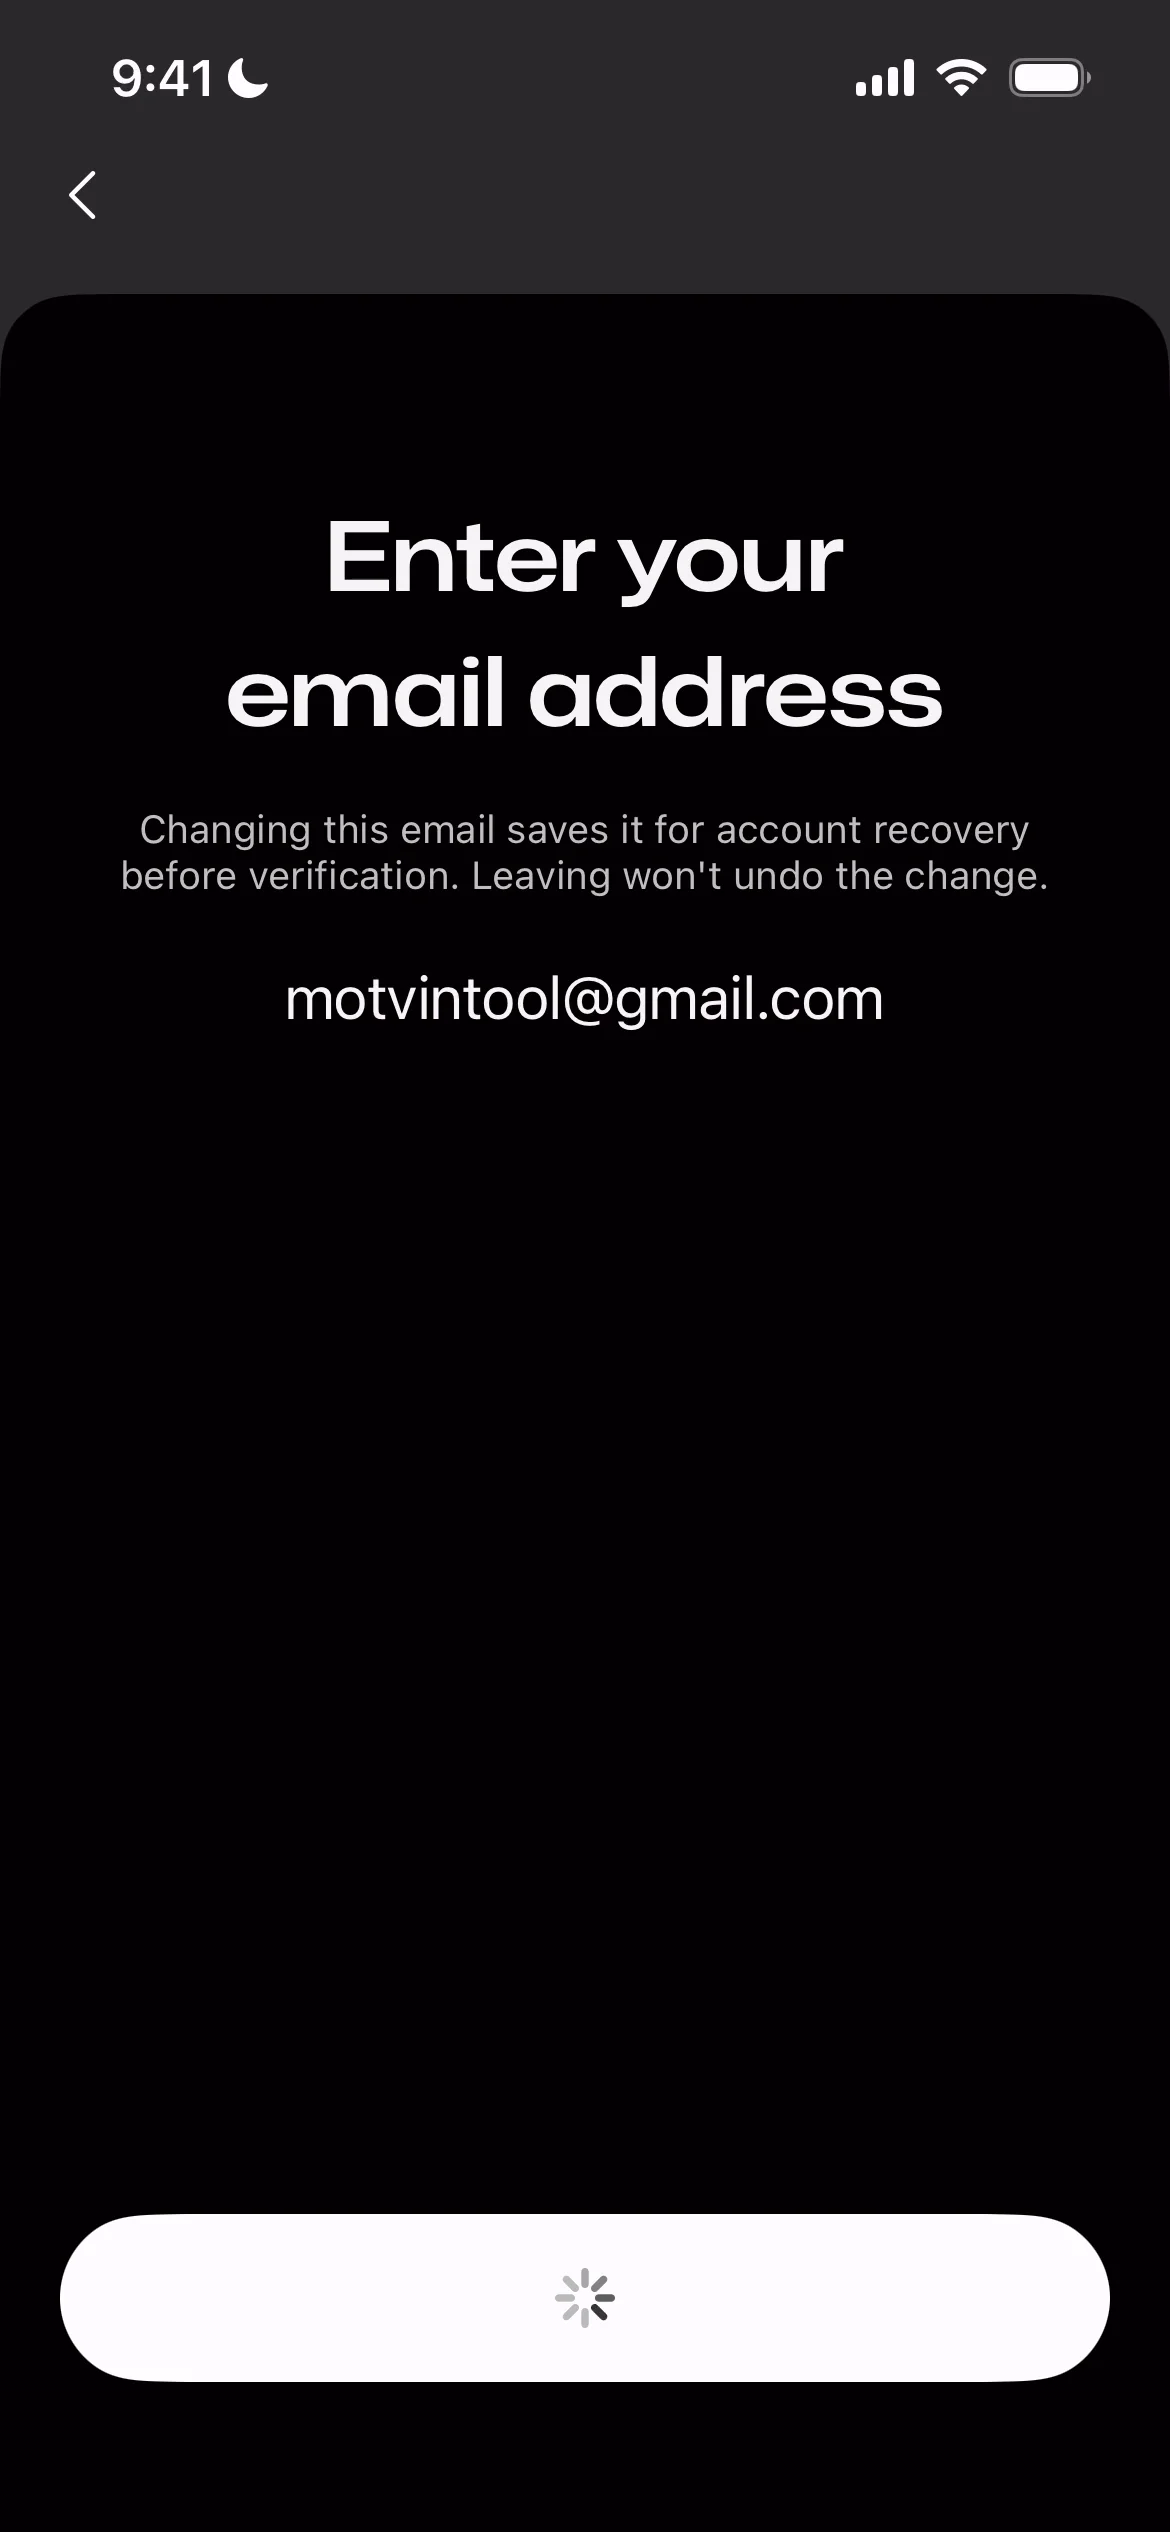 9:41
Enter your
email address
Changing this email saves it for account recovery
before verification. Leaving won't undo the change.
motvintool@gmail.com